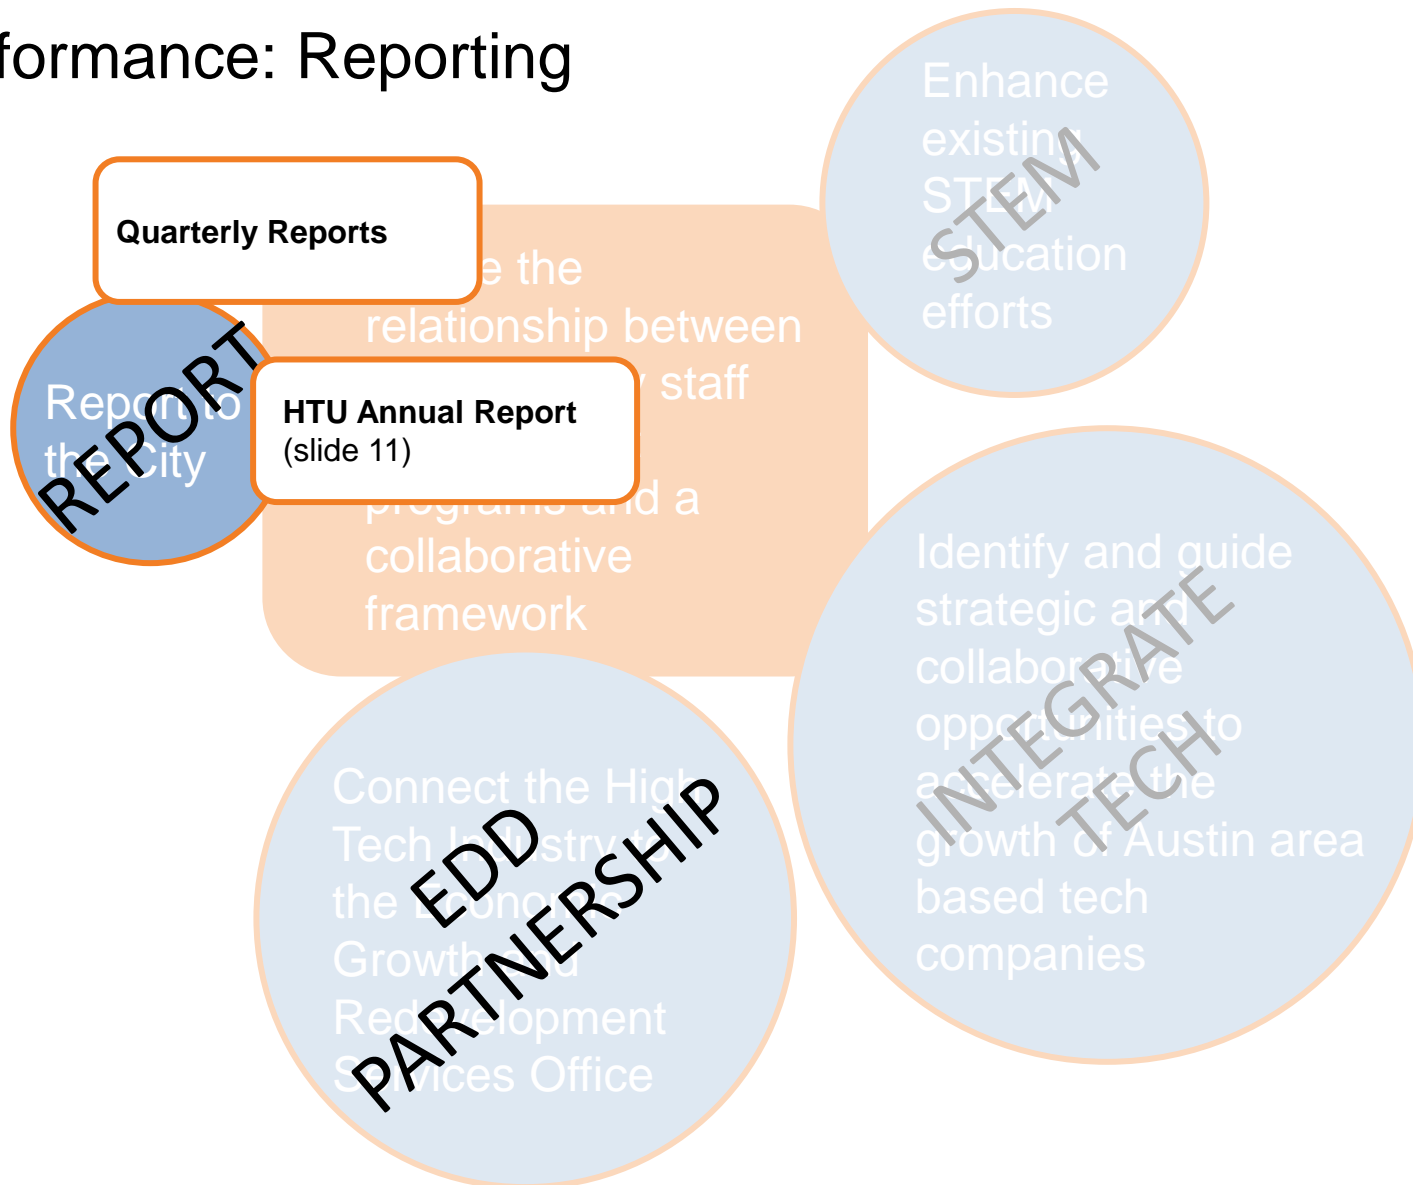 formance: Reporting
Quarterly Reports
HTU Annual Report
(slide 11)
Report to
the City
REPORT
e the
relationship between
staff
programs and a
collaborative
framework
Enhance
existing
STEM
education
efforts
STEM
Identify and guide
strategic and
collaborative
opportunities to
accelerate the
growth of Austin area
based tech
companies
INTEGRATE
TECH
Connect the High
Tech Industry to
the Economic
Growth and
Redevelopment
Services Office
EDD
PARTNERSHIP